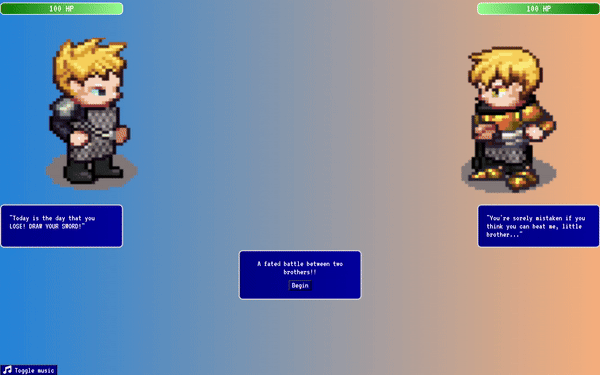 100 HP
100 HP
"Today is the day that you
LOSE! DRAW YOUR SWORD!"
"You're sorely mistaken if you
think you can beat me, little
brother..."
A fated battle between two
brothers!!
Begin
Toggle music